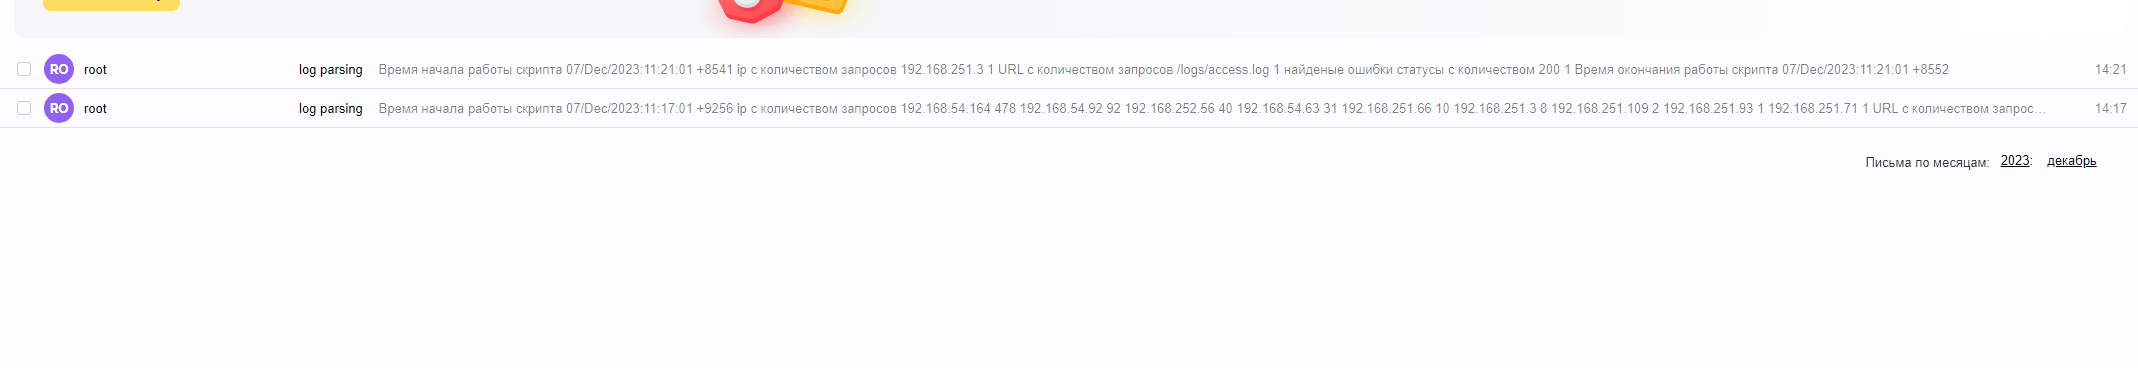 RO root log parsing Время начала работы скрипта 07/Dec/2023:11:21:01 +8541 ip с количеством запросов 192.168.251.3 1 URL с количеством запросов /logs/access.log 1 найденые ошибки статусы с количеством 200 1 Время окончания работы скрипта 07/Dec/2023:11:21:01 +8552 14:21
RO root log parsing Время начала работы скрипта 07/Dec/2023:11:17:01 +9256 ip с количеством запросов 192.168.54.164 478 192.168.54.92 92 192.168.252.56 40 192.168.54.63 31 192.168.251.66 10 192.168.251.3 8 192.168.251.109 2 192.168.251.93 1 192.168.251.71 1 URL с количеством запрос... 14:17
Письма по месяцам: 2023: декабрь